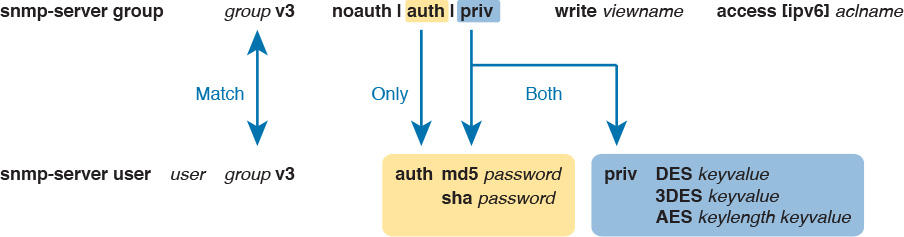 snmp-server group group v3 noauth | auth | priv write viewname access [ipv6] aclname
Match Only Both
snmp-server user user group v3 auth md5 password priv DES keyvalue
sha password 3DES keyvalue
AES keylength keyvalue